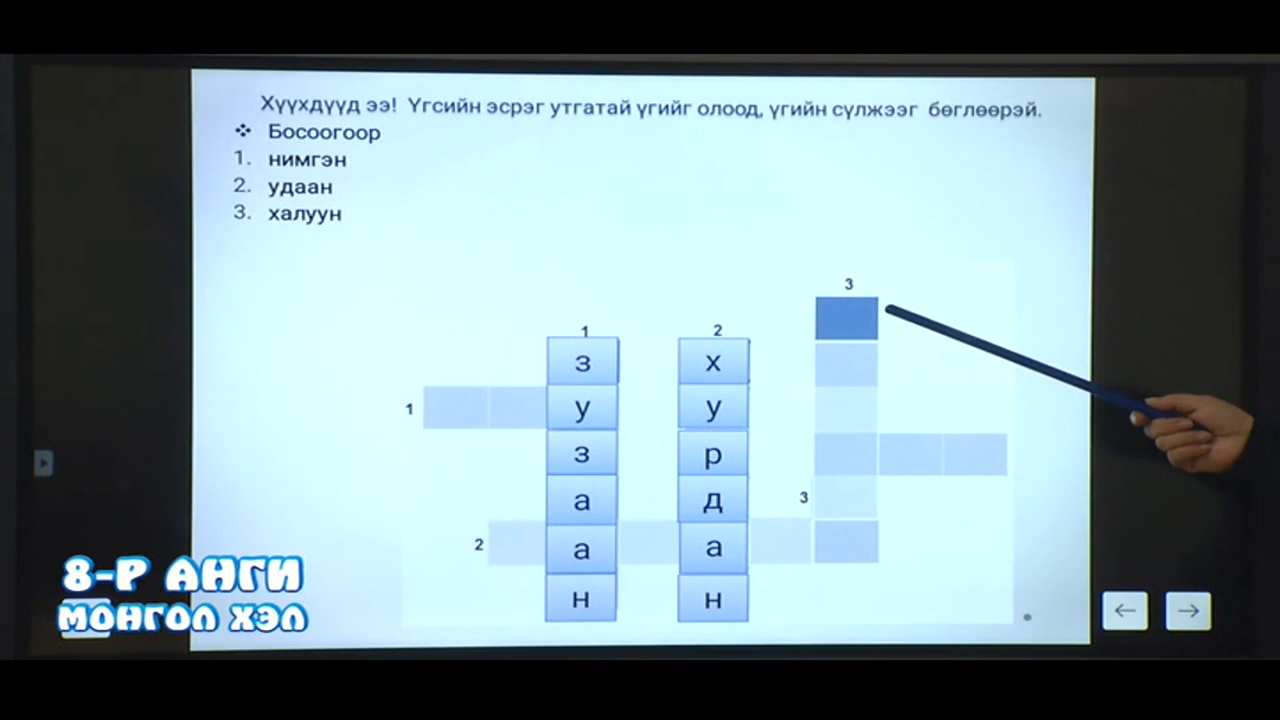 Хүүхдүүд ээ! Үгсийн эсрэг утгатай үгийг олоод, үгийн сүлжээг бөглөөрэй.
❖ Босоогоор
1. нимгэн
2. удаан
3. халуун
3
1 2
з х
1 у у
з р
а д 3
2 а а
н н
8-Р АНГИ
МОНГОЛ ХЭЛ